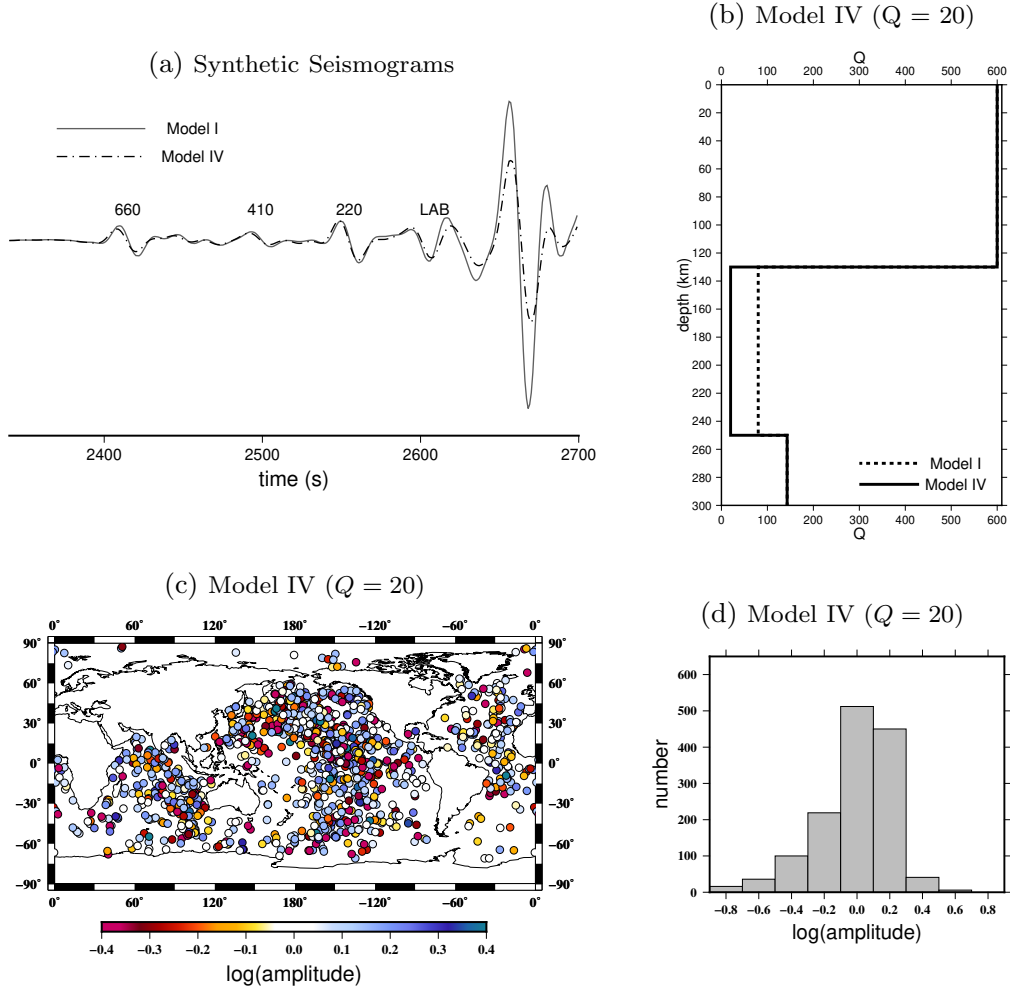 (a) Synthetic Seismograms
Model I
Model IV
660 410 220 LAB
2400 2500 2600 2700
time (s)
(b) Model IV (Q = 20)
Q
0 100 200 300 400 500 600
0
20
40
60
80
100
120
140
160
180
200
220
240
260
280
300
depth (km)
Model I
Model IV
0 100 200 300 400 500 600
Q
(c) Model IV (Q = 20)
0° 60° 120° 180° −120° −60° 0°
90° 90°
60° 60°
30° 30°
0° 0°
−30° −30°
−60° −60°
−90° −90°
0° 60° 120° 180° −120° −60° 0°
−0.4 −0.3 −0.2 −0.1 0.0 0.1 0.2 0.3 0.4
log(amplitude)
(d) Model IV (Q = 20)
600
500
400
300
200
100
0
number
−0.8 −0.6 −0.4 −0.2 0.0 0.2 0.4 0.6 0.8
log(amplitude)